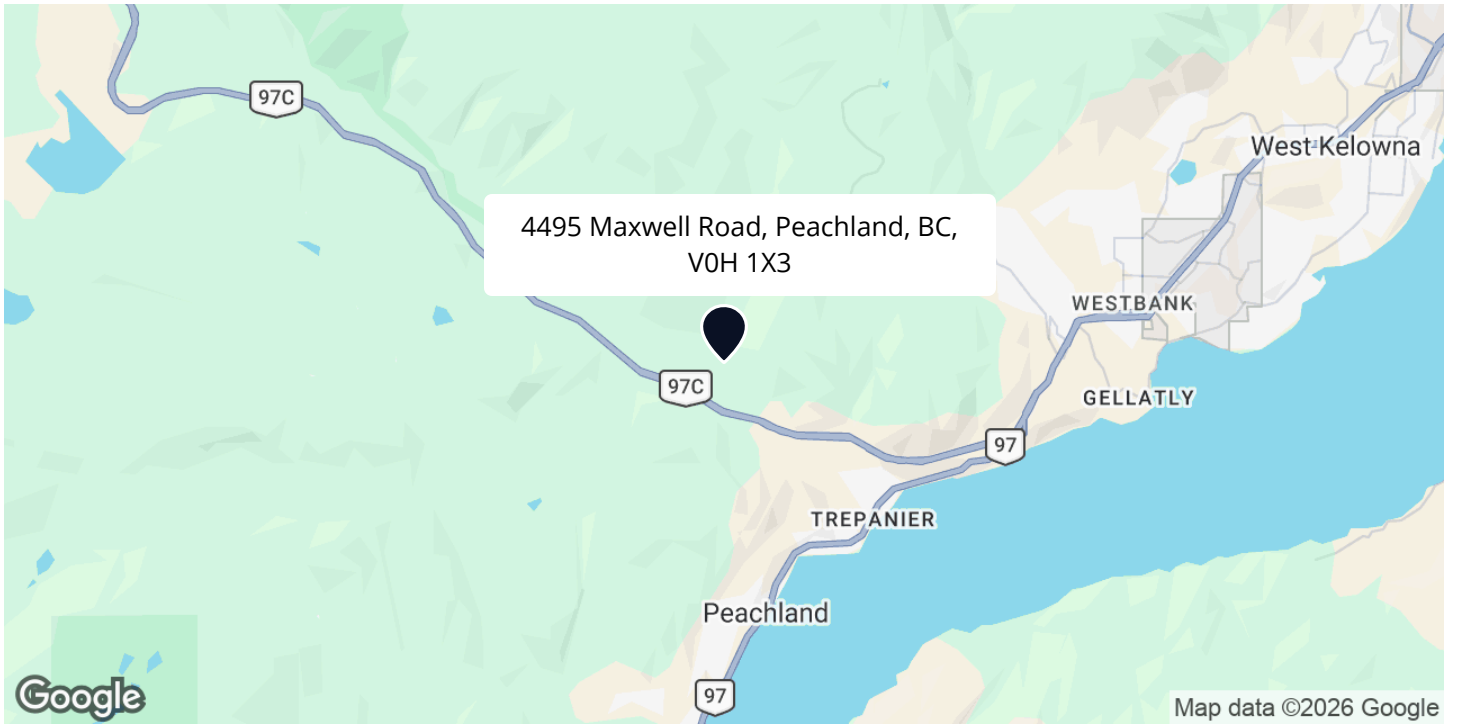 97C
West Kelowna
4495 Maxwell Road, Peachland, BC,
V0H 1X3
WESTBANK
97C
GELLATLY
97
TREPANIER
Peachland
97
Google
Map data ©2026 Google